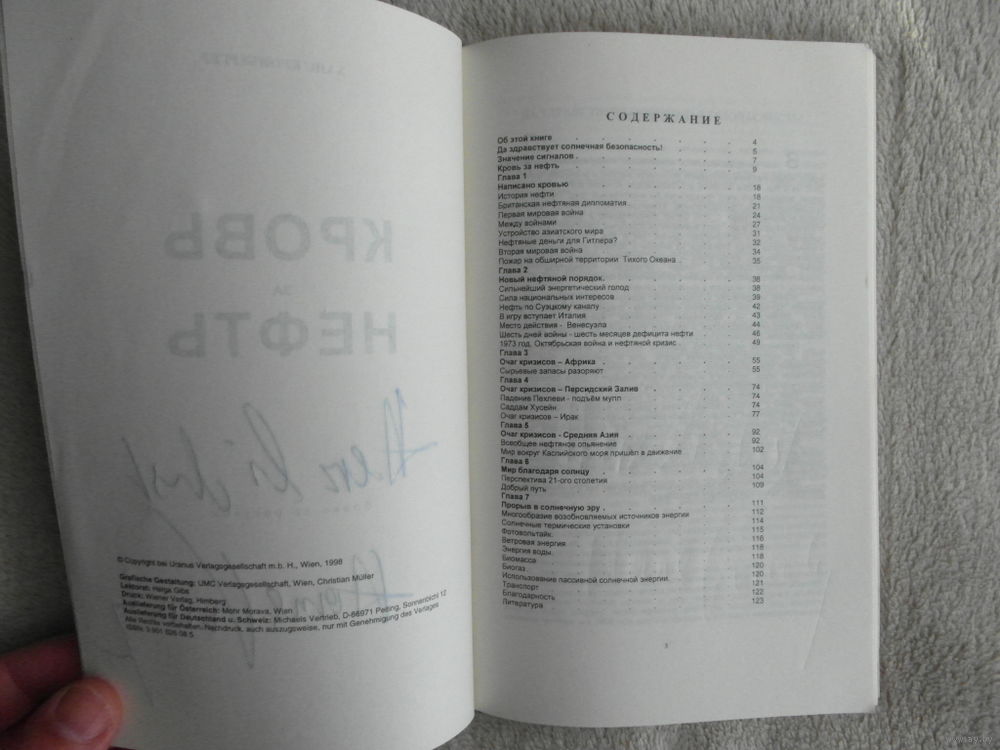 © Copyright bei Uranus Verlagsgesellschaft m. b. H., Wien, 1998
Grafische Gestaltung: UMC Verlagsgesellschaft, Wien, Christian Müller
Lektorat: Helga Gibs
Druck: Wiener Verlag, Himberg
Auslieferung für Österreich: Mohr Morava, Wien
Auslieferung für Deutschland u. Schweiz: Michaels Vertrieb, D-86971 Peiting, Sonnenbichl 12
Alle Rechte vorbehalten. Nachdruck, auch auszugsweise, nur mit Genehmigung des Verlages
ISBN: 3-901 626 08 5
СОДЕРЖАНИЕ
Об этой книге 4
Да здравствует солнечная безопасность! 5
Значение сигналов 7
Кровь за нефть 9
Глава 1
Написано кровью 18
История нефти 18
Британская нефтяная дипломатия 21
Первая мировая война 24
Между войнами 27
Устройство азиатского мира 31
Нефтяные деньги для Гитлера? 32
Вторая мировая война 34
Пожар на обширной территории Тихого Океана 35
Глава 2
Новый нефтяной порядок 38
Сильнейший энергетический голод 38
Сила национальных интересов 39
Нефть по Суэцкому каналу 42
В игру вступает Италия 43
Место действия - Венесуэла 44
Шесть дней войны - шесть месяцев дефицита нефти 46
1973 год. Октябрьская война и нефтяной кризис 49
Глава 3
Очаг кризисов – Африка 55
Сырьевые запасы разоряют 55
Глава 4
Очаг кризисов – Персидский Залив 74
Падение Пехлеви - подъём мулл 74
Саддам Хусейн 74
Очаг кризисов – Ирак 77
Глава 5
Очаг кризисов - Средняя Азия 92
Всеобщее нефтяное опьянение 92
Мир вокруг Каспийского моря пришёл в движение 102
Глава 6
Мир благодаря солнцу 104
Перспектива 21-ого столетия 104
Добрый путь 109
Глава 7
Прорыв в солнечную эру 111
Многообразие возобновляемых источников энергии 112
Солнечные термические установки 114
Фотовольтаик 115
Ветровая энергия 116
Энергия воды 118
Биомасса 118
Биогаз 120
Использование пассивной солнечной энергии 120
Транспорт 121
Благодарность 122
Литература 123
3